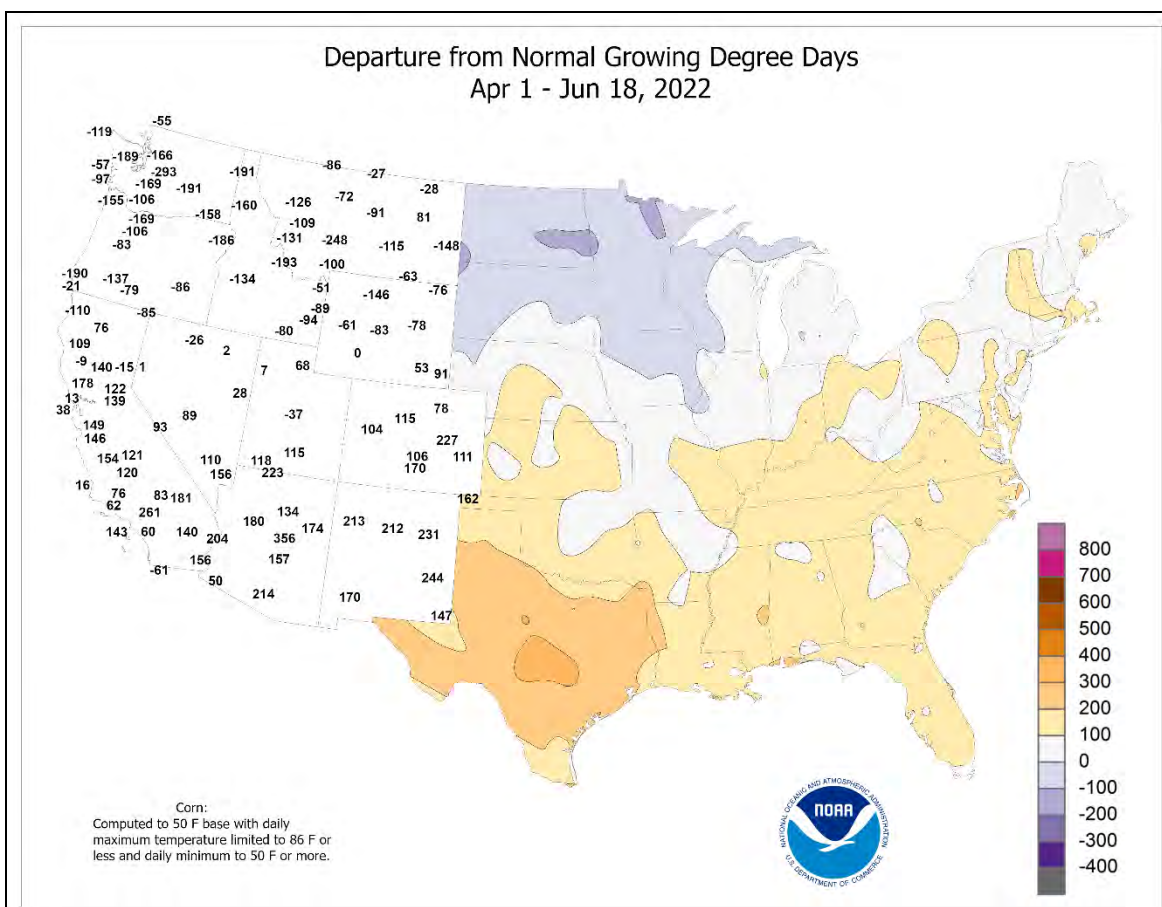 Departure from Normal Growing Degree Days
Apr 1 - Jun 18, 2022
-55
-119
-189 -166
-57 -293 -191 -86 -27
-97 -169 -191 -28
-155 -106 -160 -126 -72
-169 -158 -109 -91 81
-106
-83 -186 -131 -248 -115 -148
-193 -100
-190 -137 -134 -63
-21 -79 -86 -51 -146 -76
-110 -85 -89
76 -94 -61 -83 -78
109 -26 -80
-9 140 -15 1 2 7 68 0 53 91
178 122 28
13 139 78
38 89 -37 115
149 93 104 227
146
154 121 110 118 115 106 111
120 156 223 170
16 76 83 181 162
62 261 134
143 60 140 204 180 356 174 213 212 231
-61 156 157
50 214 170 244
147
800
700
600
500
400
300
200
100
0
-100
-200
-300
-400
Corn:
Computed to 50 F base with daily
maximum temperature limited to 86 F or
less and daily minimum to 50 F or more.
NATIONAL OCEANIC AND ATMOSPHERIC ADMINISTRATION
NOAA
U.S. DEPARTMENT OF COMMERCE